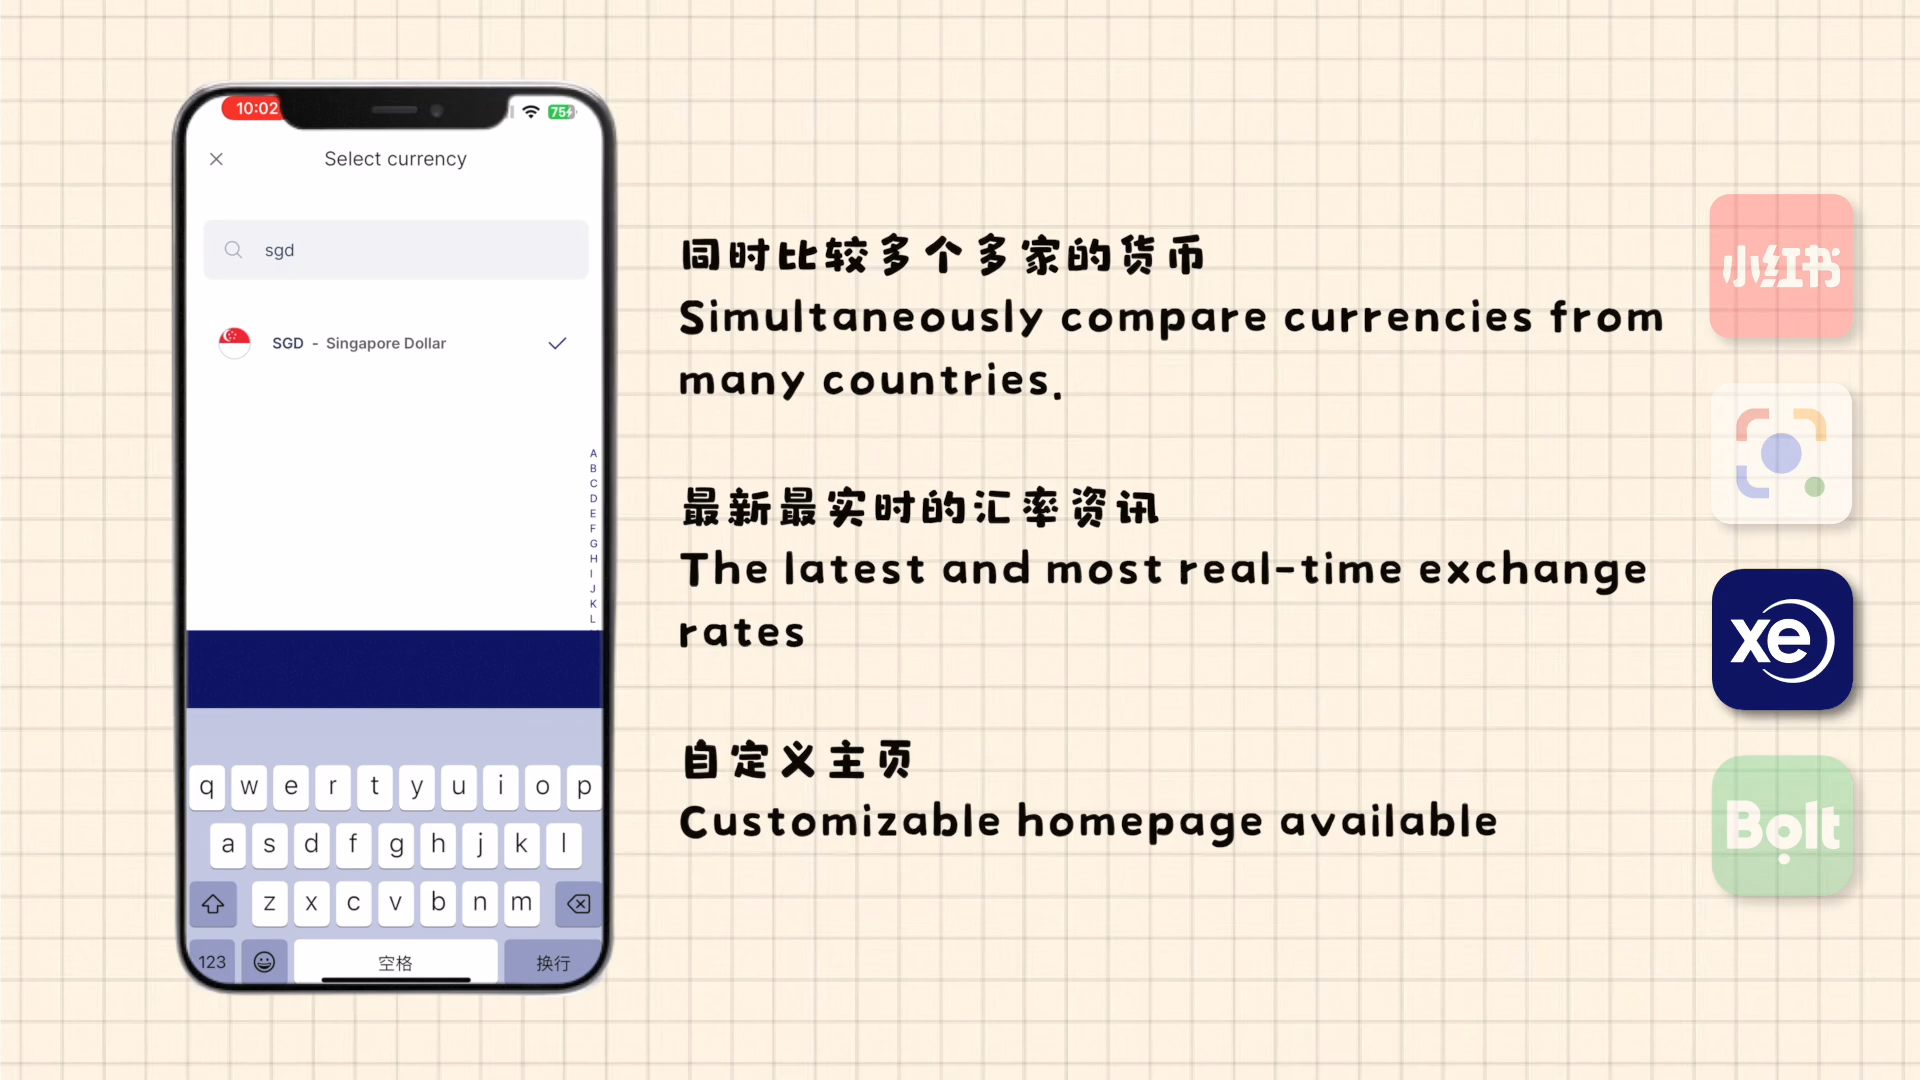 10:02
75
Select currency
sgd
SGD - Singapore Dollar
A
B
C
D
E
F
G
H
I
J
K
L
q w e r t y u i o p
a s d f g h j k l
z x c v b n m
123 空格 换行
同时比较多个多家的货币
Simultaneously compare currencies from
many countries.
最新最实时的汇率资讯
The latest and most real-time exchange
rates
自定义主页
Customizable homepage available
小红书
xe
Bolt